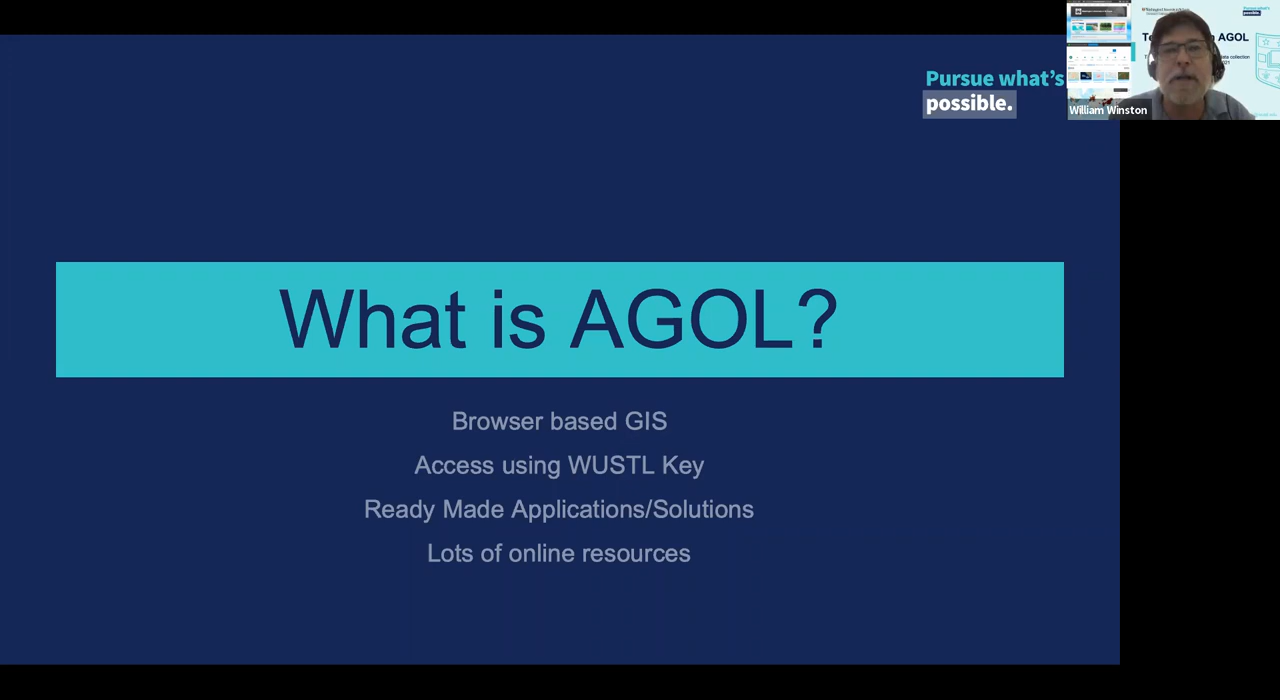 Pursue what's
possible.
William Winston
AGOL
What is AGOL?
Browser based GIS
Access using WUSTL Key
Ready Made Applications/Solutions
Lots of online resources